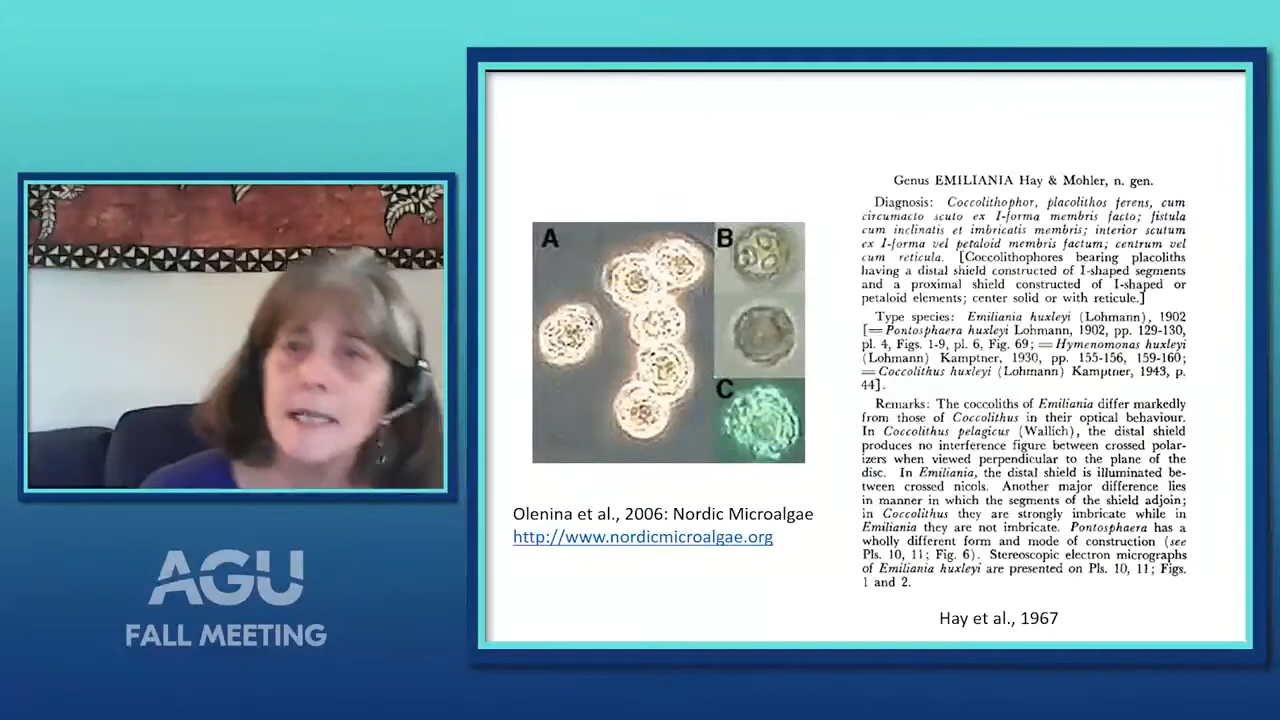 AGU
FALL MEETING
A
B
C
Olenina et al., 2006: Nordic Microalgae
http://www.nordicmicroalgae.org
Genus EMILIANIA Hay & Mohler, n. gen.
Diagnosis: Coccolithophor, placolithos ferens, cum
circumacto scuto ex I-forma membris facto; fistula
cum inclinatis et imbricatis membris; interior scutum
ex I-forma vel petaloid membris factum; centrum vel
cum reticula. [Coccolithophores bearing placoliths
having a distal shield constructed of I-shaped segments
and a proximal shield constructed of I-shaped or
petaloid elements; center solid or with reticule.]
Type species: Emiliania huxleyi (Lohmann), 1902
[=Pontosphaera huxleyi Lohmann, 1902, pp. 129-130,
pl. 4, Figs. 1-9, pl. 6, Fig. 69; =Hymenomonas huxleyi
(Lohmann) Kamptner, 1930, pp. 155-156, 159-160;
=Coccolithus huxleyi (Lohmann) Kamptner, 1943, p.
44].
Remarks: The coccoliths of Emiliania differ markedly
from those of Coccolithus in their optical behaviour.
In Coccolithus pelagicus (Wallich), the distal shield
produces no interference figure between crossed polar-
izers when viewed perpendicular to the plane of the
disc. In Emiliania, the distal shield is illuminated be-
tween crossed nicols. Another major difference lies
in manner in which the segments of the shield adjoin;
in Coccolithus they are strongly imbricate while in
Emiliania they are not imbricate. Pontosphaera has a
wholly different form and mode of construction (see
Pls. 10, 11; Fig. 6). Stereoscopic electron micrographs
of Emiliania huxleyi are presented on Pls. 10, 11; Figs.
1 and 2.
Hay et al., 1967